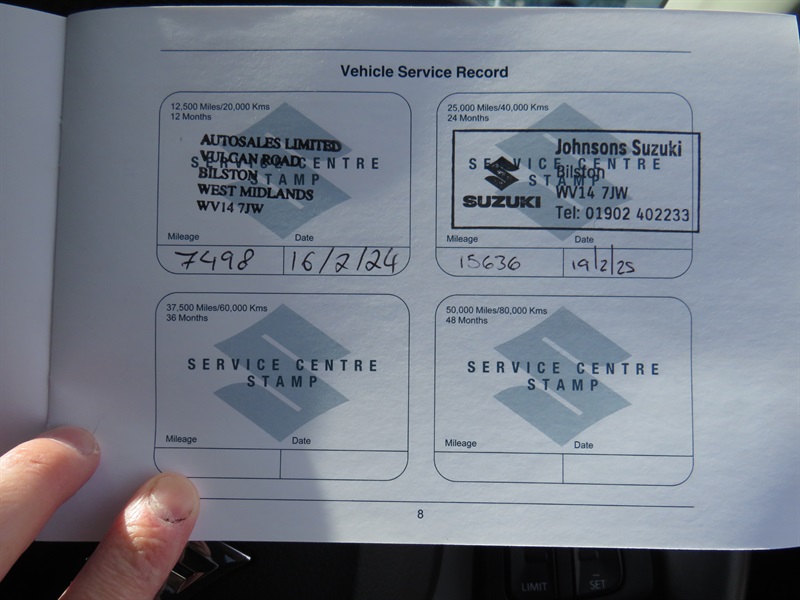 Vehicle Service Record
12,500 Miles/20,000 Kms
12 Months
SERVICE CENTRE
STAMP
AUTOSALES LIMITED
VULCAN ROAD
BILSTON
WEST MIDLANDS
WV14 7JW
Mileage
Date
7498
16/2/24
25,000 Miles/40,000 Kms
24 Months
SERVICE CENTRE
STAMP
SUZUKI
Johnsons Suzuki
Bilston
WV14 7JW
Tel: 01902 402233
Mileage
Date
15636
19/2/25
37,500 Miles/60,000 Kms
36 Months
SERVICE CENTRE
STAMP
Mileage
Date
50,000 Miles/80,000 Kms
48 Months
SERVICE CENTRE
STAMP
Mileage
Date
8
LIMIT
SET